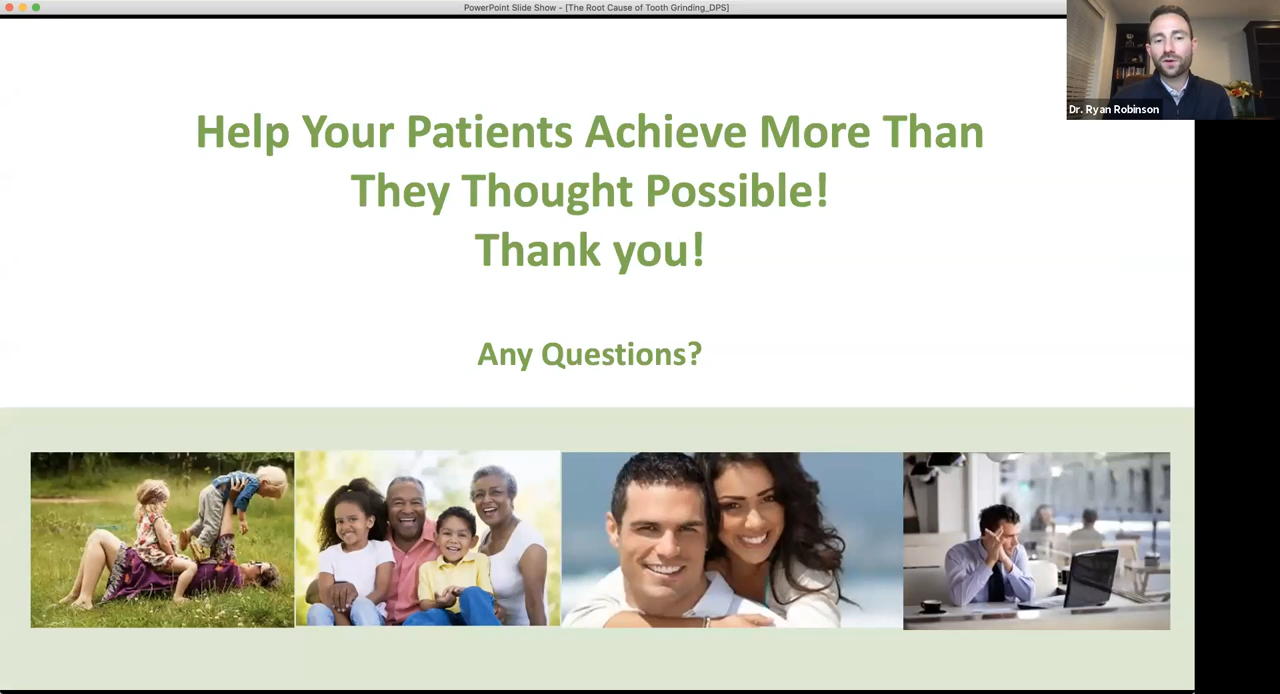 PowerPoint Slide Show - [The Root Cause of Tooth Grinding_DPS]
Dr. Ryan Robinson
Help Your Patients Achieve More Than
They Thought Possible!
Thank you!
Any Questions?